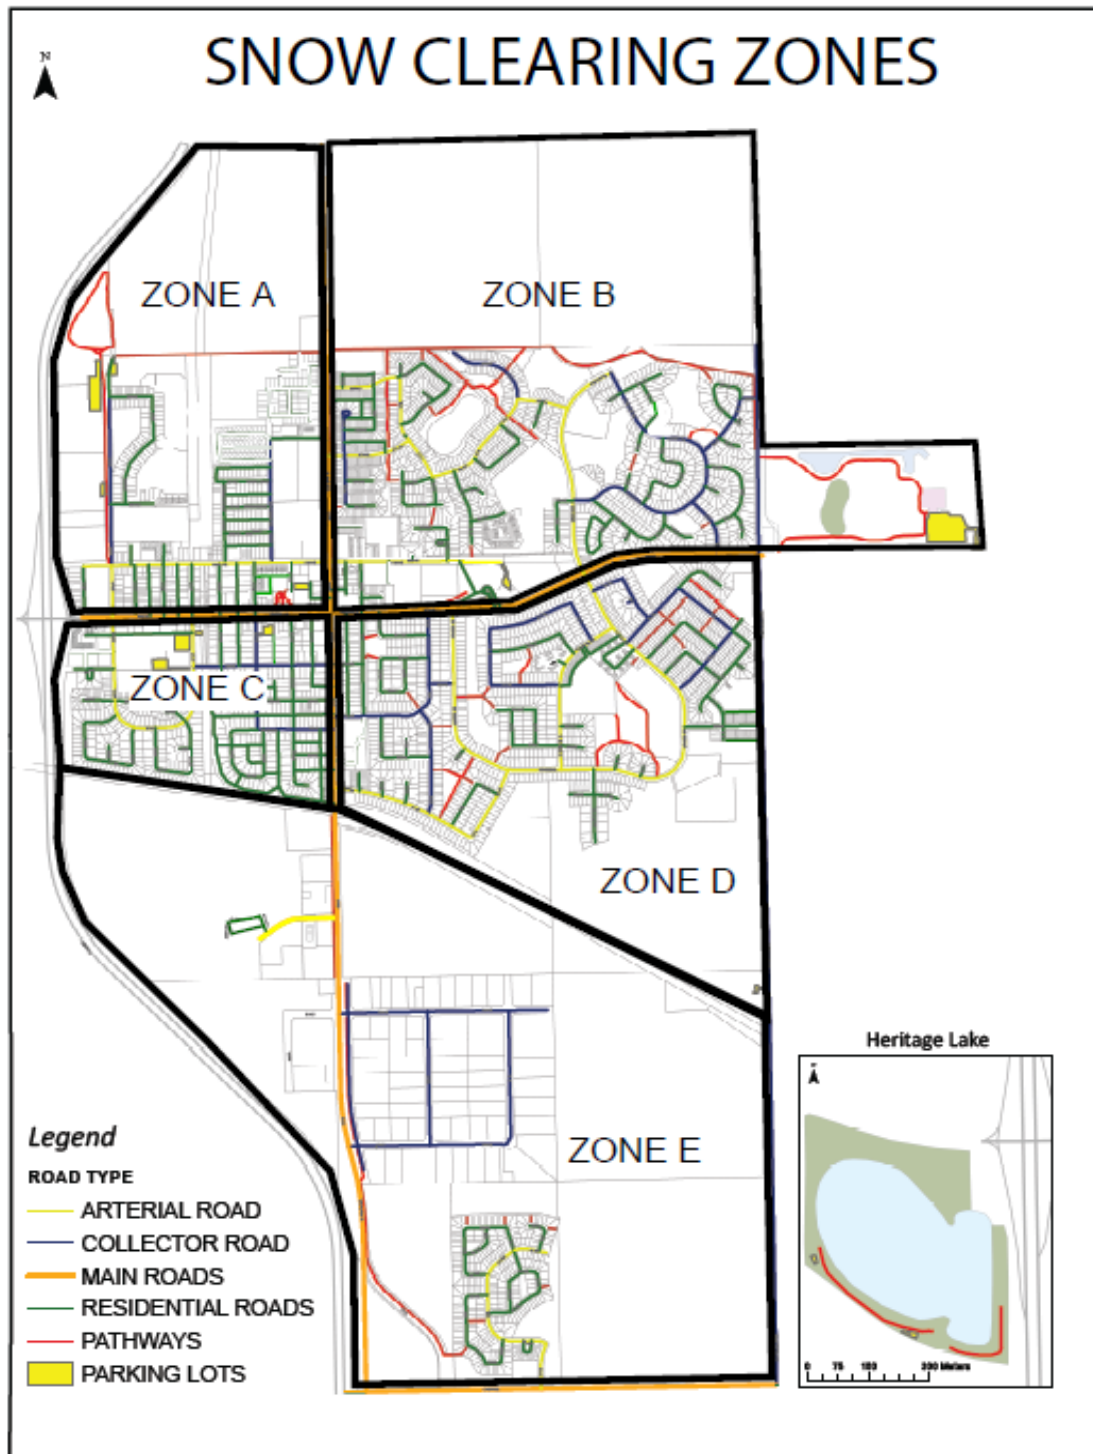 SNOW CLEARING ZONES
N
ZONE A
ZONE B
ZONE C
ZONE D
ZONE E
Legend
ROAD TYPE
ARTERIAL ROAD
COLLECTOR ROAD
MAIN ROADS
RESIDENTIAL ROADS
PATHWAYS
PARKING LOTS
Heritage Lake
N
0 75 150 300 Meters